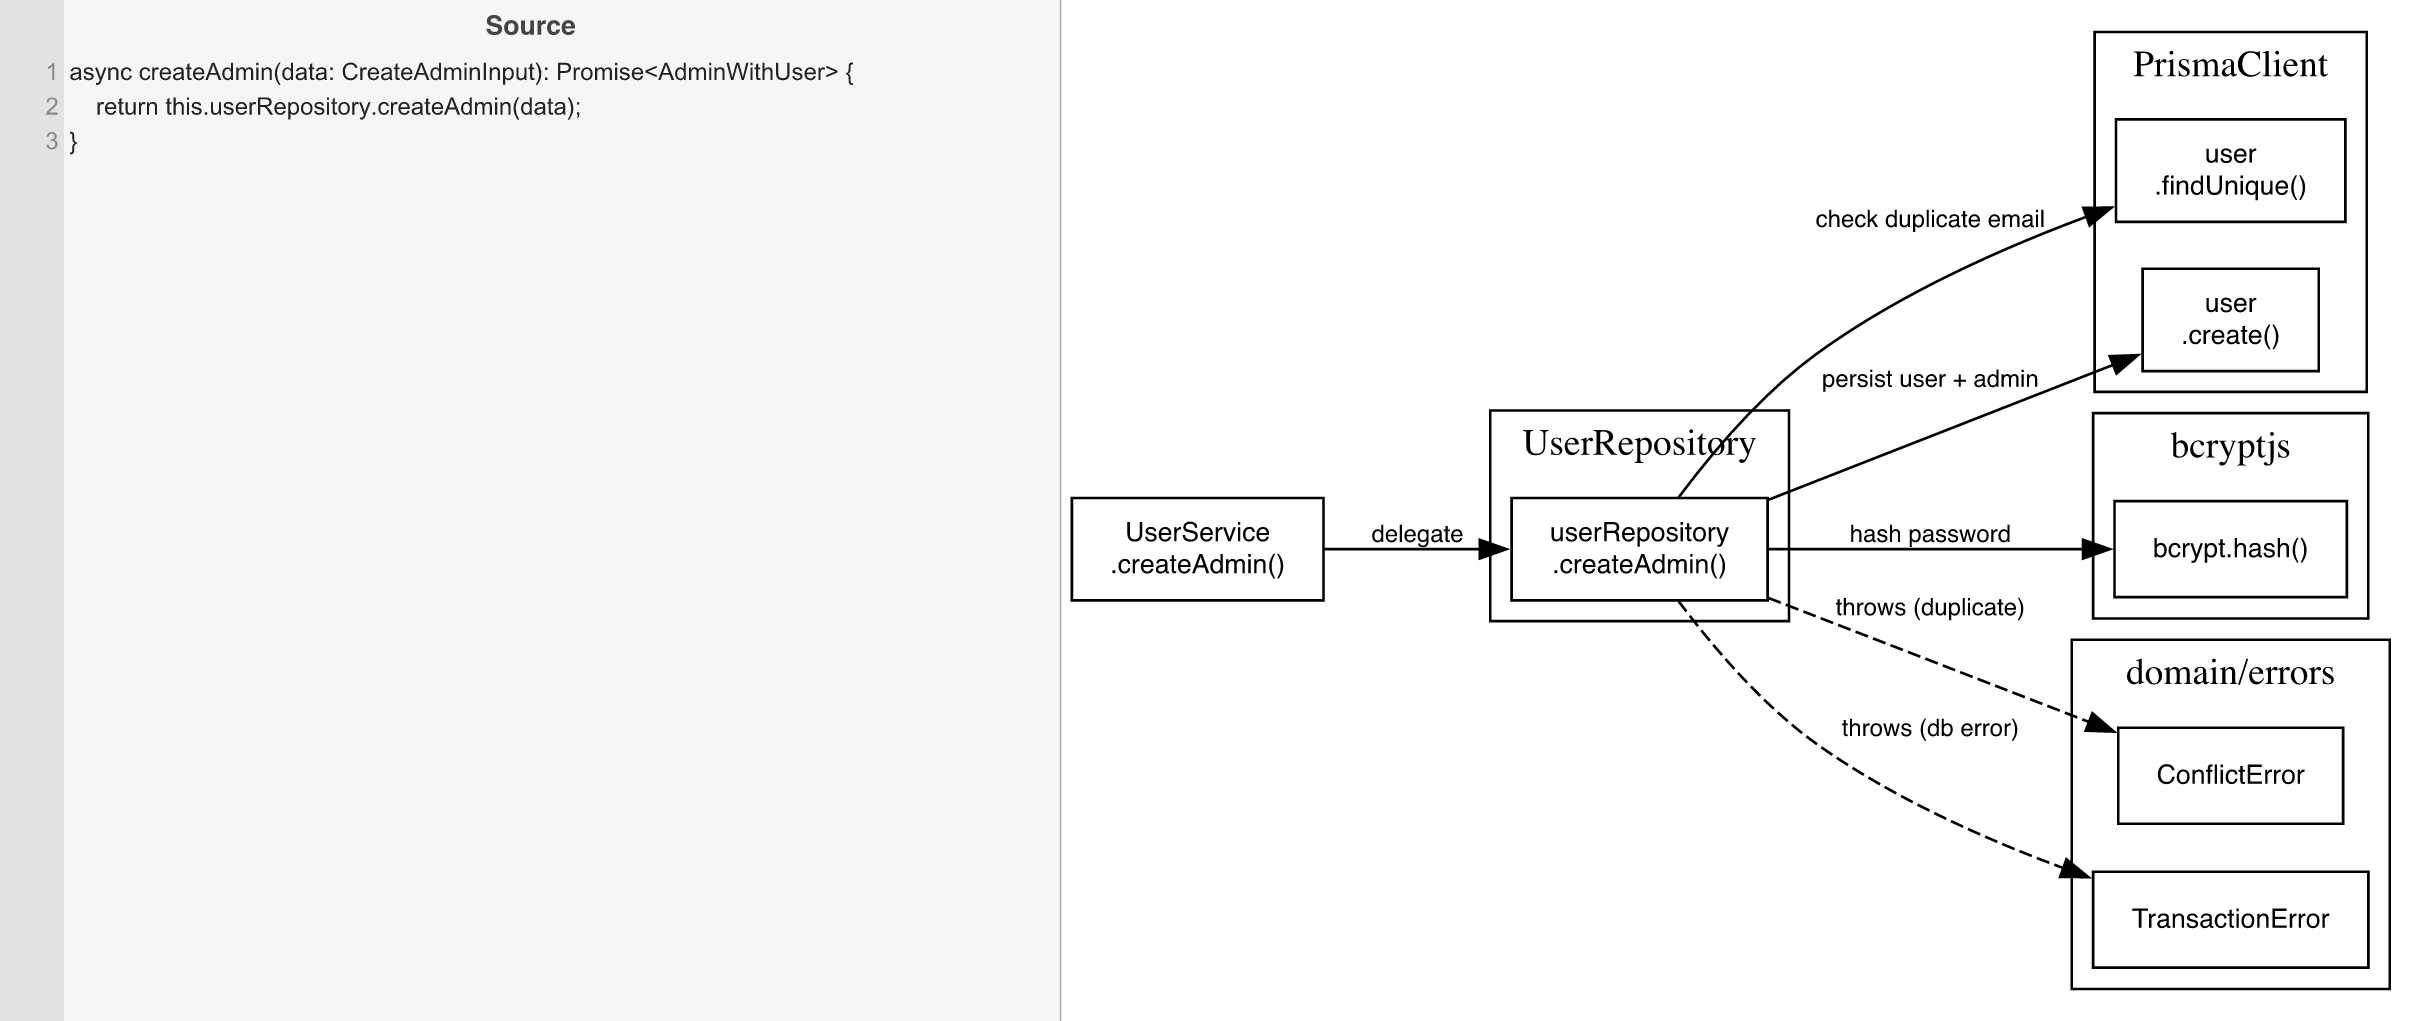 Source
1 async createAdmin(data: CreateAdminInput): Promise<AdminWithUser> {
2 return this.userRepository.createAdmin(data);
3 }
PrismaClient
user
.findUnique()
check duplicate email
user
.create()
persist user + admin
UserRepository
bcryptjs
UserService
.createAdmin()
delegate
userRepository
.createAdmin()
hash password
bcrypt.hash()
throws (duplicate)
domain/errors
throws (db error)
ConflictError
TransactionError